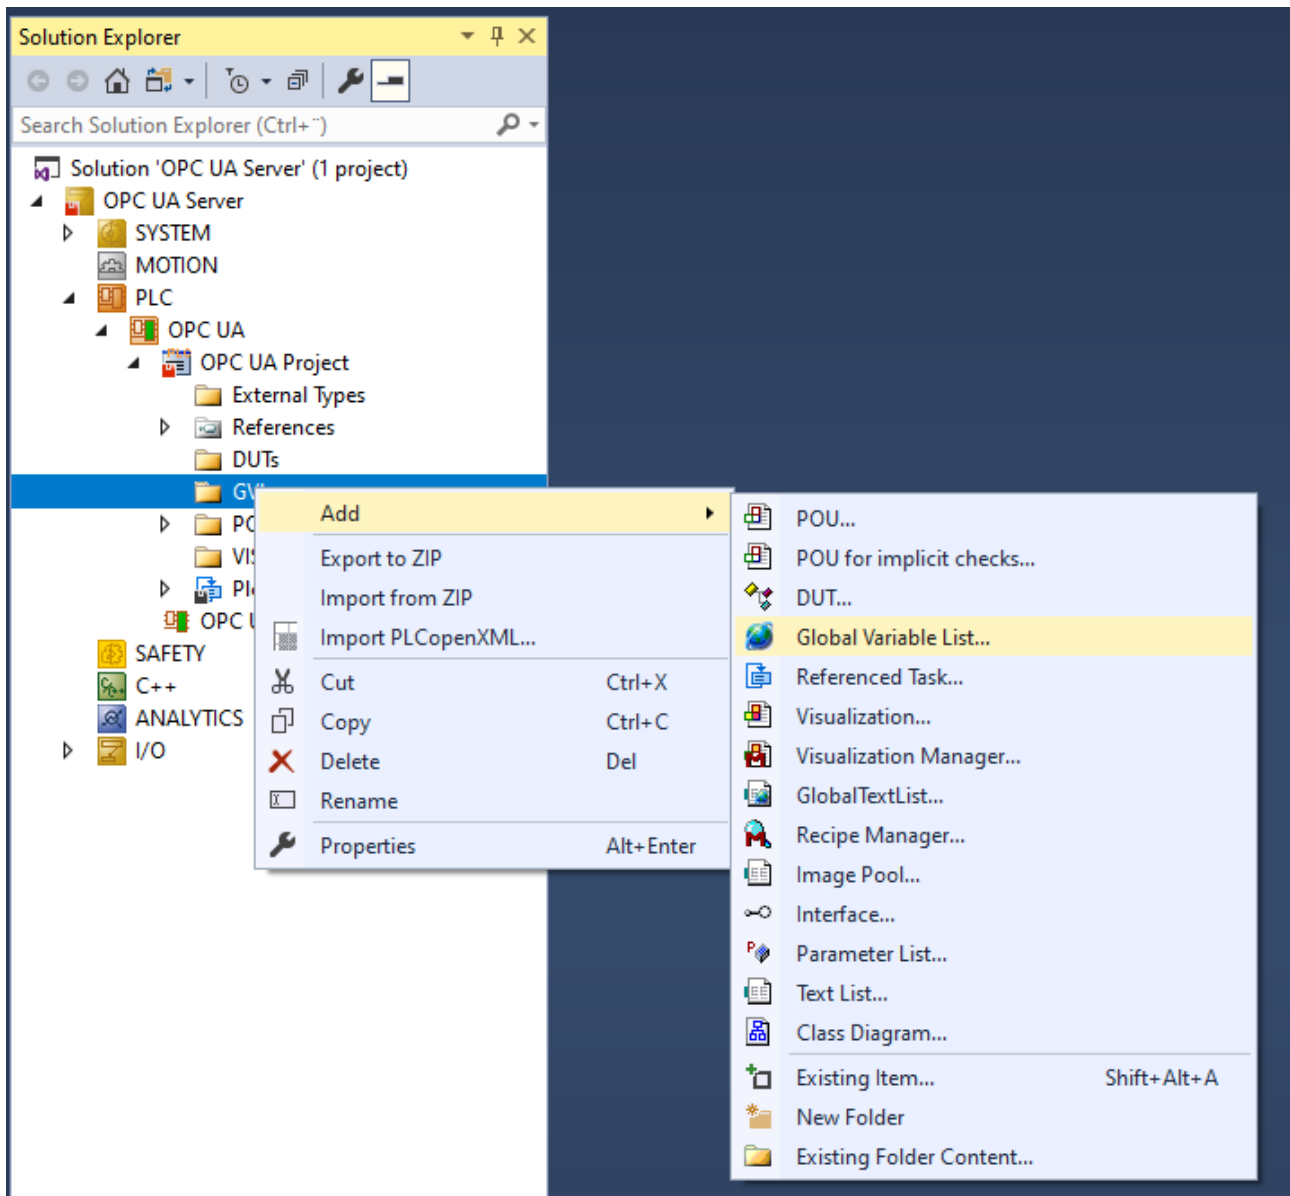 Solution Explorer
Search Solution Explorer (Ctrl+¨)
Solution 'OPC UA Server' (1 project)
OPC UA Server
SYSTEM
MOTION
PLC
OPC UA
OPC UA Project
External Types
References
DUTs
SAFETY
C++
ANALYTICS
I/O
Add
Export to ZIP
Import from ZIP
Import PLCopenXML...
Cut Ctrl+X
Copy Ctrl+C
Delete Del
Rename
Properties Alt+Enter
POU...
POU for implicit checks...
DUT...
Global Variable List...
Referenced Task...
Visualization...
Visualization Manager...
GlobalTextList...
Recipe Manager...
Image Pool...
Interface...
Parameter List...
Text List...
Class Diagram...
Existing Item... Shift+Alt+A
New Folder
Existing Folder Content...